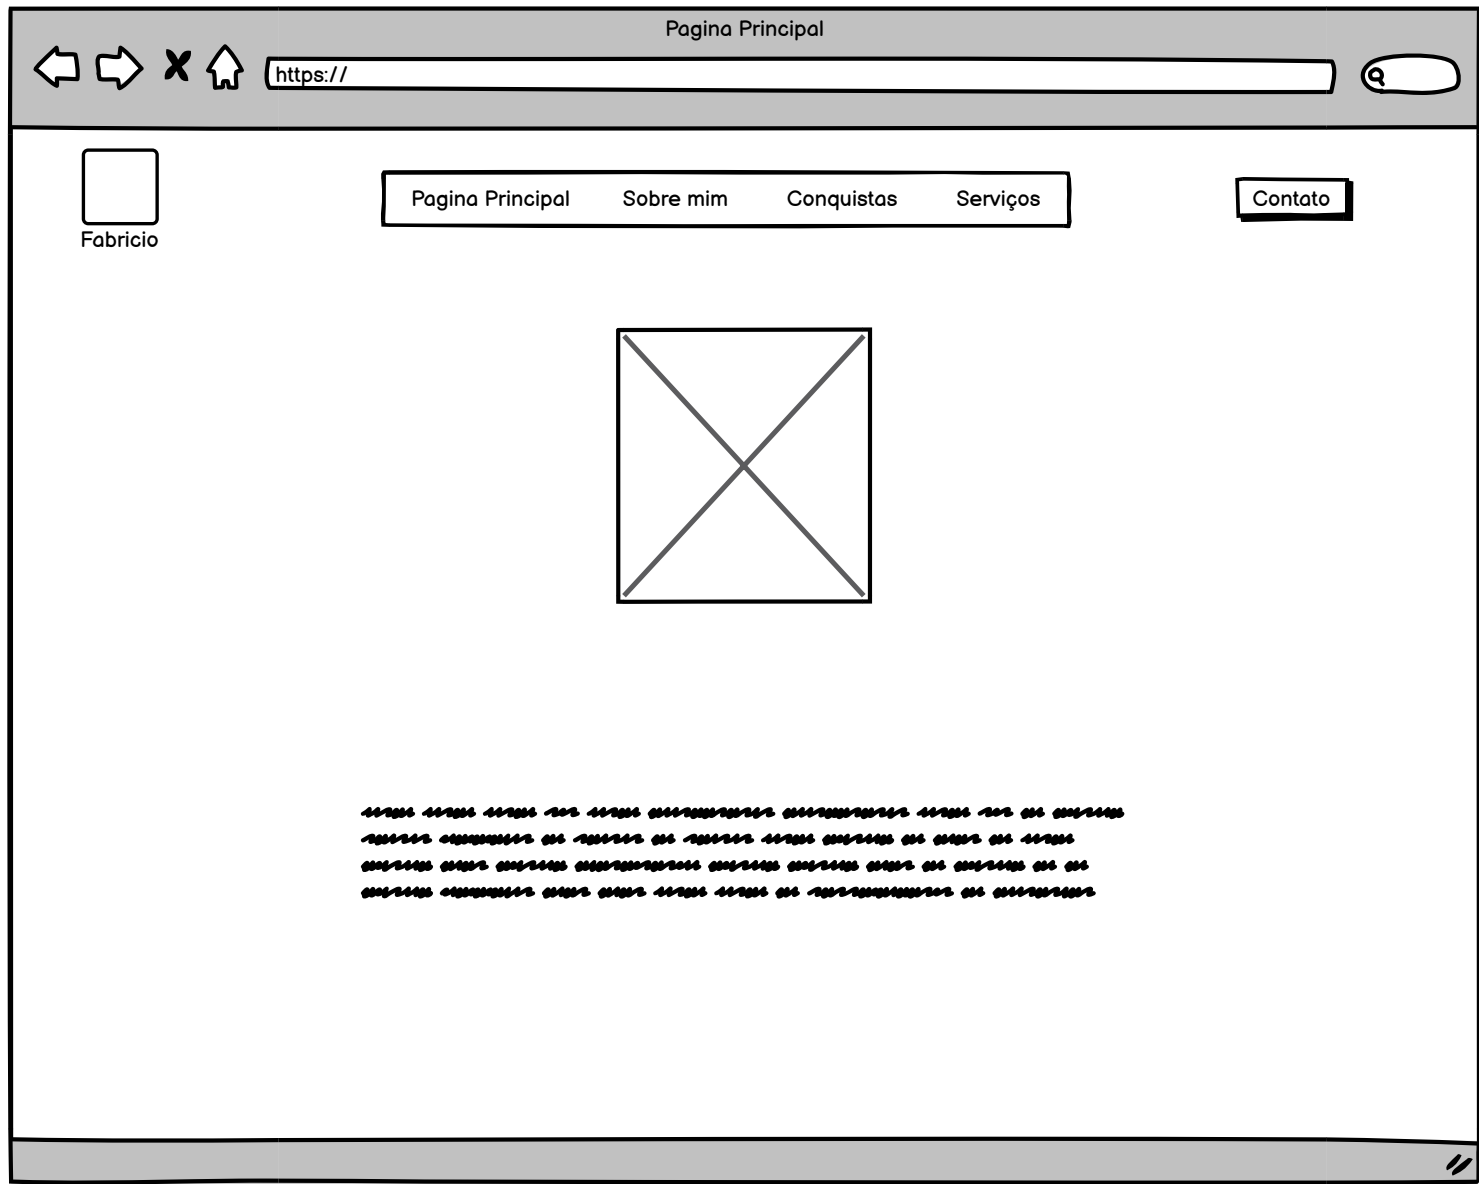 Pagina Principal
https://
Pagina Principal Sobre mim Conquistas Serviços
Contato
Fabricio